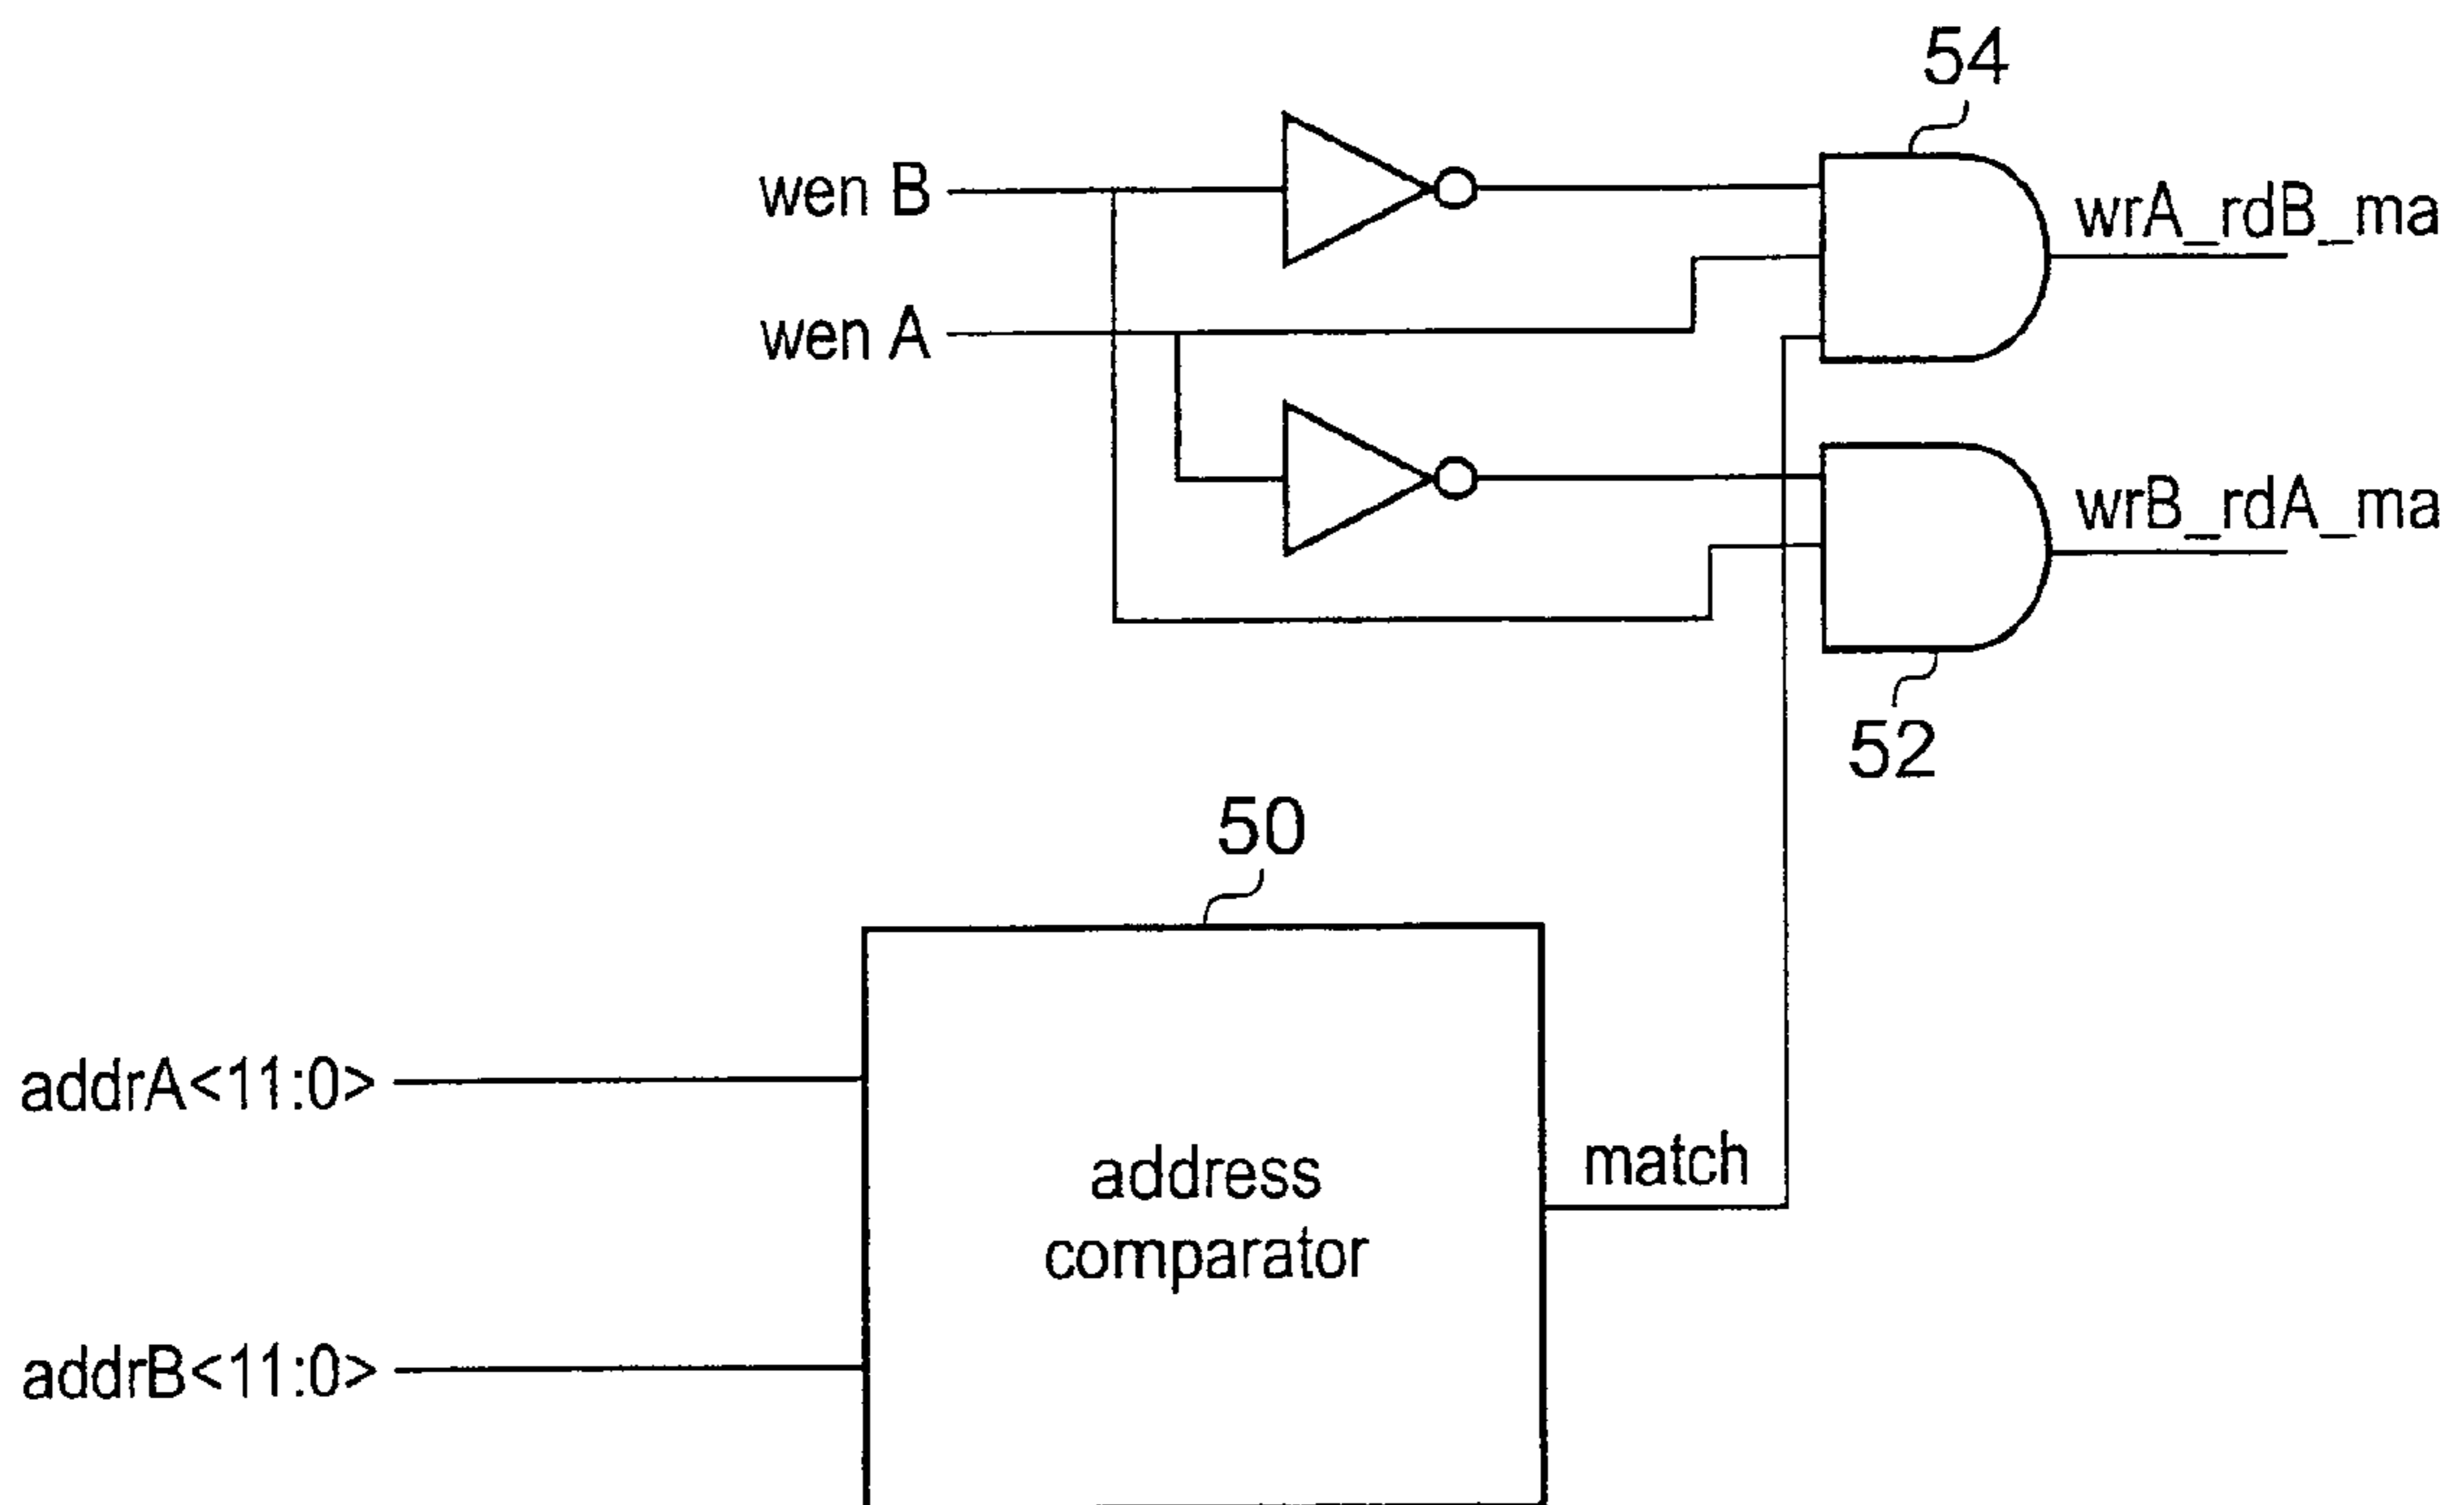 54
wen B
wrA_rdB_ma
wen A
wrB_rdA_ma
52
50
addrA<11:0>
match
address
comparator
addrB<11:0>